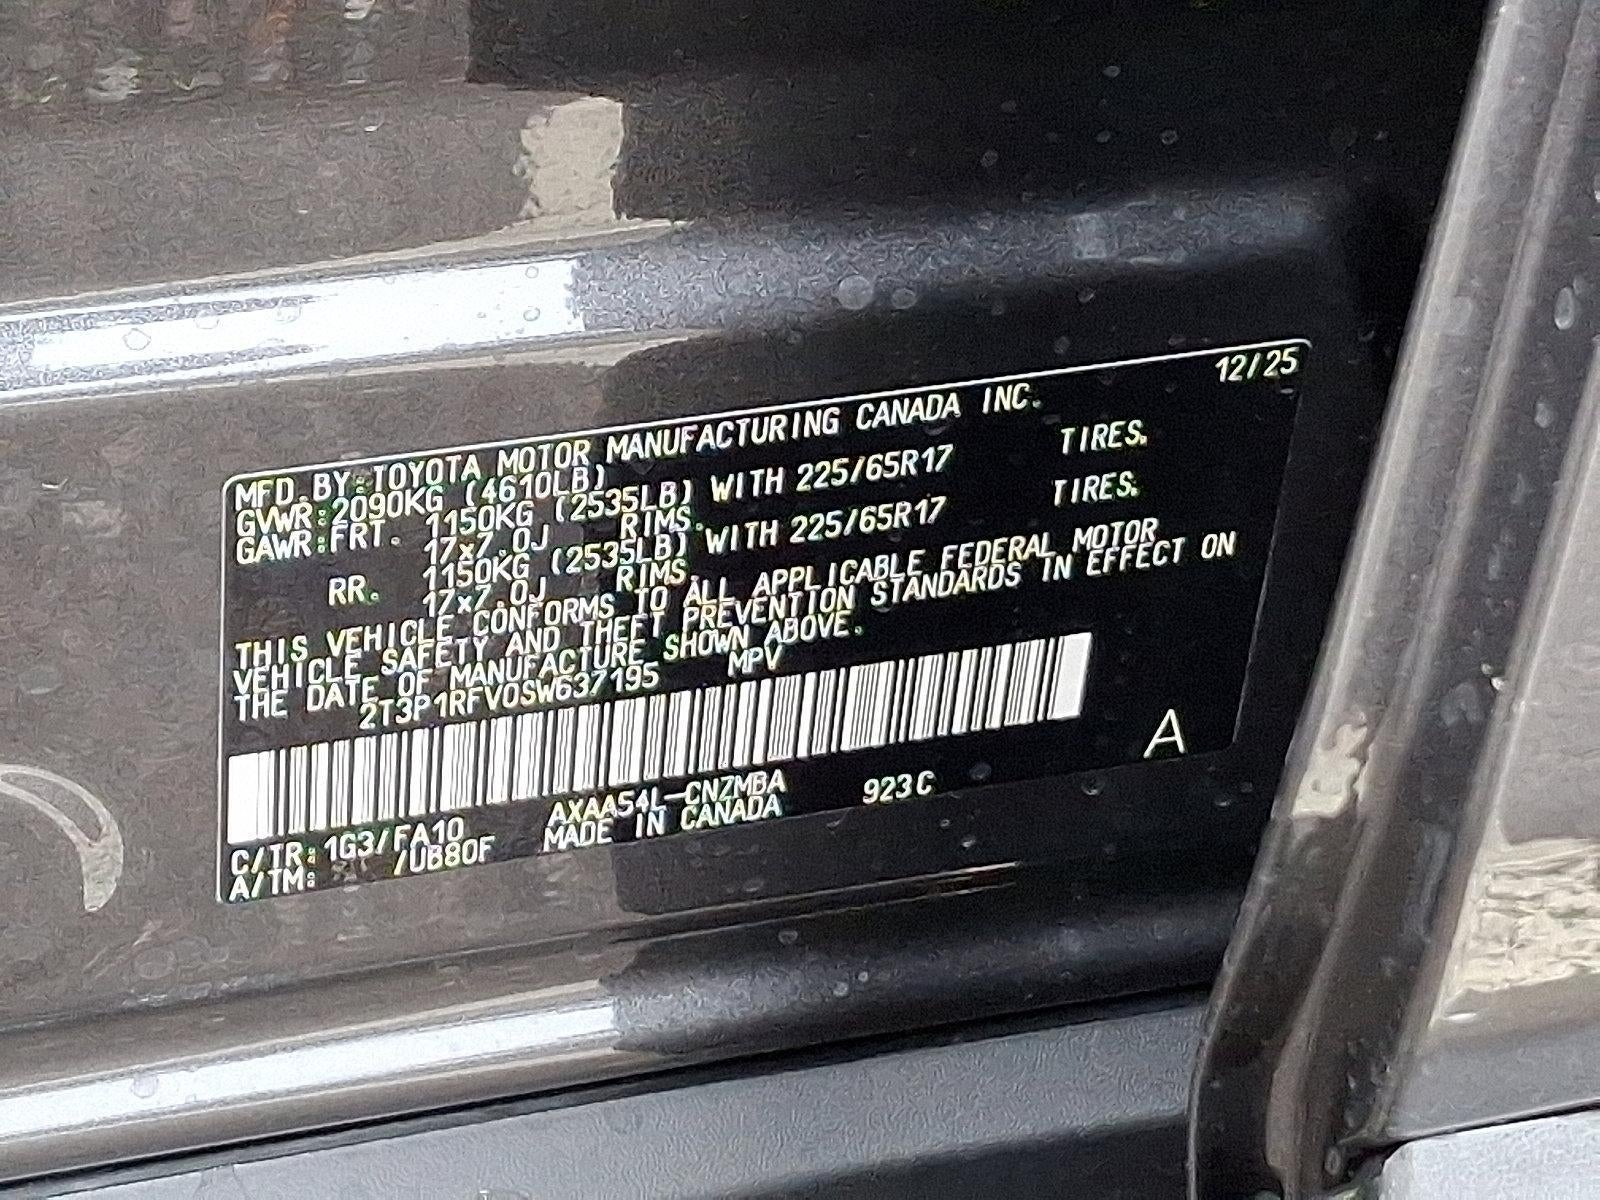 12/25
MFD. BY: TOYOTA MOTOR MANUFACTURING CANADA INC.
GVWR: 2090KG (4610LB)
GAWR: FRT. 1150KG (2535LB) WITH 225/65R17 TIRES.
17x7.0J RIMS.
RR. 1150KG (2535LB) WITH 225/65R17 TIRES.
17x7.0J RIMS.
THIS VEHICLE CONFORMS TO ALL APPLICABLE FEDERAL MOTOR
VEHICLE SAFETY AND THEFT PREVENTION STANDARDS IN EFFECT ON
THE DATE OF MANUFACTURE SHOWN ABOVE.
2T3P1RFV0SW637195 MPV
A
C/TR: 1G3/FA10 AXAA54L-CNZMBA 923C
A/TM: /UB80F MADE IN CANADA